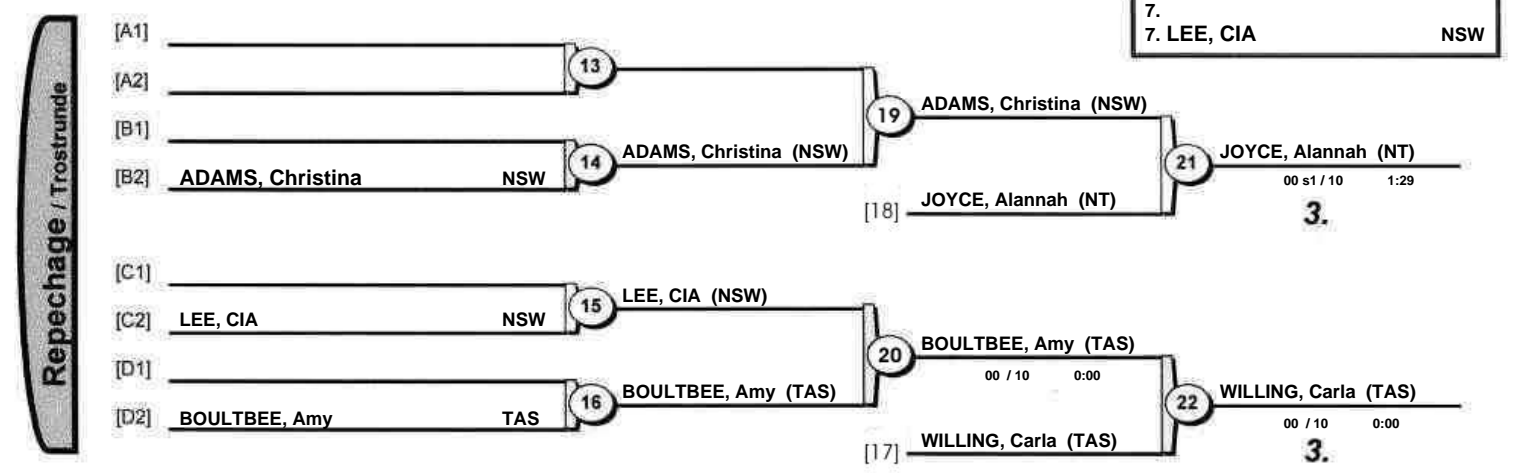 7.
7. LEE, CIA NSW
Repechage / Trostrunde
[A1]
[A2]
13
[B1]
[B2] ADAMS, Christina NSW
14
ADAMS, Christina (NSW)
19
ADAMS, Christina (NSW)
[18] JOYCE, Alannah (NT)
21
JOYCE, Alannah (NT)
00 s1 / 10 1:29
3.
[C1]
[C2] LEE, CIA NSW
15
LEE, CIA (NSW)
[D1]
[D2] BOULTBEE, Amy TAS
16
BOULTBEE, Amy (TAS)
20
BOULTBEE, Amy (TAS)
00 / 10 0:00
[17] WILLING, Carla (TAS)
22
WILLING, Carla (TAS)
00 / 10 0:00
3.